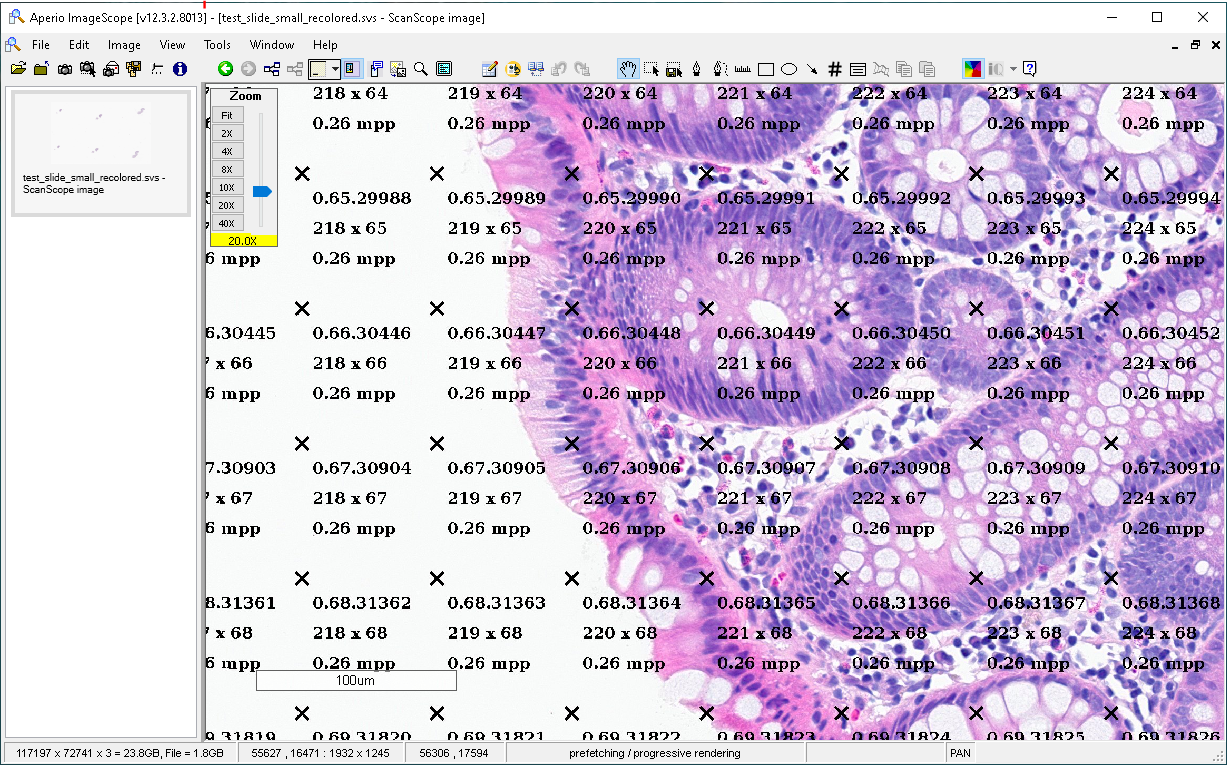 Aperio ImageScope [v12.3.2.8013] - [test_slide_small_recolored.svs - ScanScope image]
File Edit Image View Tools Window Help
test_slide_small_recolored.svs -
ScanScope image
Zoom
Fit
2X
4X
8X
10X
20X
40X
20.0X
218 x 64 219 x 64 220 x 64 221 x 64 222 x 64 223 x 64 224 x 64
0.26 mpp 0.26 mpp 0.26 mpp 0.26 mpp 0.26 mpp 0.26 mpp 0.26 mpp
0.65.29988 0.65.29989 0.65.29990 0.65.29991 0.65.29992 0.65.29993 0.65.29994
218 x 65 219 x 65 220 x 65 221 x 65 222 x 65 223 x 65 224 x 65
6 mpp 0.26 mpp 0.26 mpp 0.26 mpp 0.26 mpp 0.26 mpp 0.26 mpp 0.26 mpp
6.30445 0.66.30446 0.66.30447 0.66.30448 0.66.30449 0.66.30450 0.66.30451 0.66.30452
x 66 218 x 66 219 x 66 220 x 66 221 x 66 222 x 66 223 x 66 224 x 66
6 mpp 0.26 mpp 0.26 mpp 0.26 mpp 0.26 mpp 0.26 mpp 0.26 mpp 0.26 mpp
7.30903 0.67.30904 0.67.30905 0.67.30906 0.67.30907 0.67.30908 0.67.30909 0.67.30910
x 67 218 x 67 219 x 67 220 x 67 221 x 67 222 x 67 223 x 67 224 x 67
6 mpp 0.26 mpp 0.26 mpp 0.26 mpp 0.26 mpp 0.26 mpp 0.26 mpp 0.26 mpp
8.31361 0.68.31362 0.68.31363 0.68.31364 0.68.31365 0.68.31366 0.68.31367 0.68.31368
x 68 218 x 68 219 x 68 220 x 68 221 x 68 222 x 68 223 x 68 224 x 68
6 mpp 0.26 mpp 0.26 mpp 0.26 mpp 0.26 mpp 0.26 mpp 0.26 mpp 0.26 mpp
100um
9.31819 0.69.31820 0.69.31821 0.69.31822 0.69.31823 0.69.31824 0.69.31825 0.69.31826
117197 x 72741 x 3 = 23.8GB, File = 1.8GB 55627 , 16471 : 1932 x 1245 56306 , 17594 prefetching / progressive rendering PAN